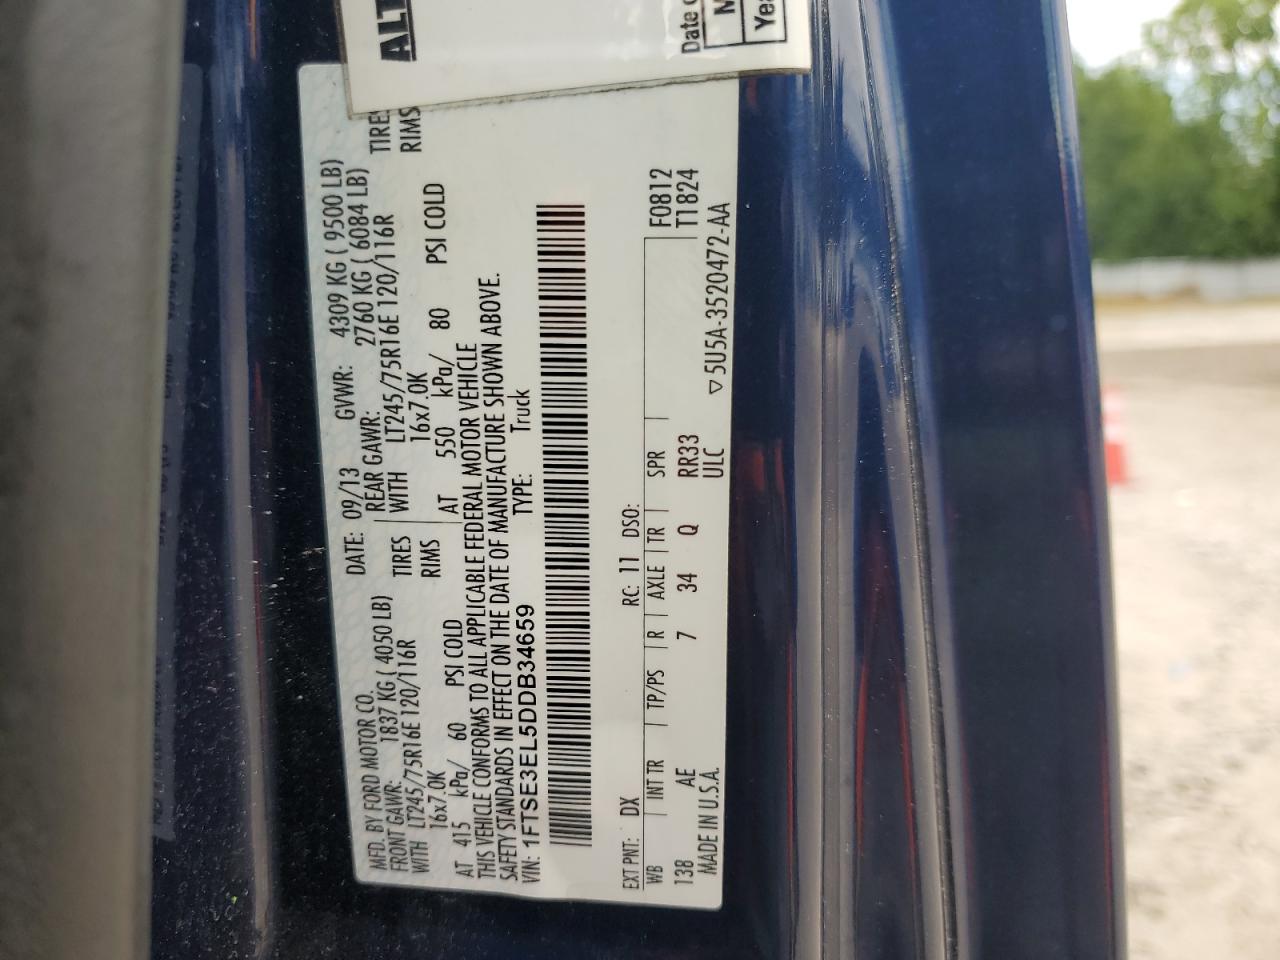 ALT
Date o
M
Yea
MFD. BY FORD MOTOR CO.
DATE: 09/13 GVWR: 4309 KG ( 9500 LB)
FRONT GAWR: 1837 KG ( 4050 LB)
REAR GAWR: 2760 KG ( 6084 LB)
WITH LT245/75R16E 120/116R TIRES
WITH LT245/75R16E 120/116R TIRES
16x7.0K RIMS
16x7.0K RIMS
AT 415 kPa/ 60 PSI COLD
AT 550 kPa/ 80 PSI COLD
THIS VEHICLE CONFORMS TO ALL APPLICABLE FEDERAL MOTOR VEHICLE
SAFETY STANDARDS IN EFFECT ON THE DATE OF MANUFACTURE SHOWN ABOVE.
VIN: 1FTSE3EL5DDB34659 TYPE: Truck
EXT PNT: DX RC: 11 DSO:
WB INT TR TP/PS R AXLE TR SPR F0812
138 AE 7 34 Q RR33 T1824
MADE IN U.S.A. ULC ▽5U5A-3520472-AA